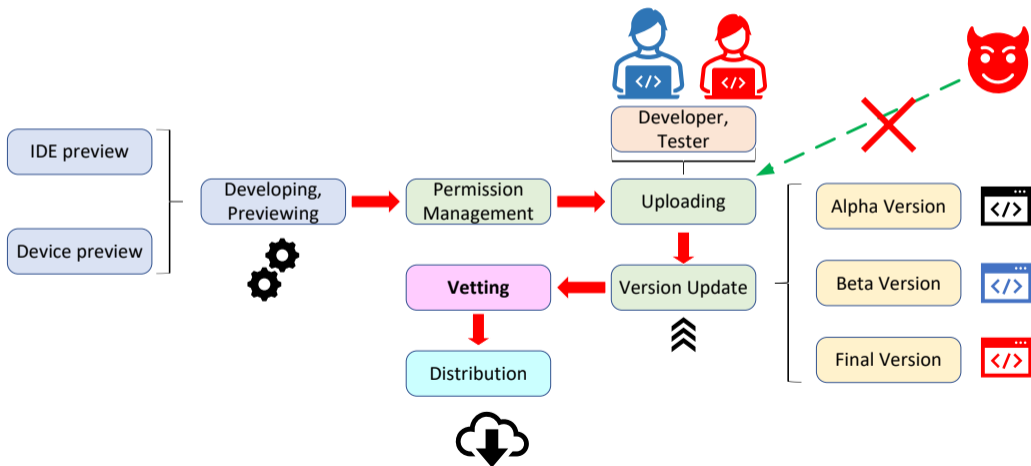 </>
</>
Developer,
Tester
IDE preview
Developing,
Previewing
Permission
Management
Uploading
Alpha Version
</>
Device preview
Vetting
Version Update
Beta Version
</>
Distribution
Final Version
</>